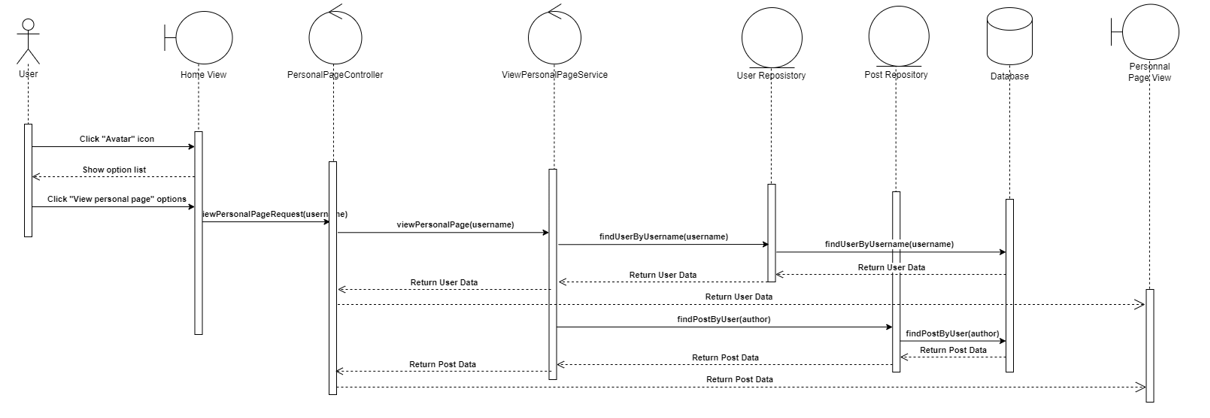 User
Home View
PersonalPageController
ViewPersonalPageService
User Reposistory
Post Repository
Database
Personnal
Page View
Click "Avatar" icon
Show option list
Click "View personal page" options
iewPersonalPageRequest(username)
viewPersonalPage(username)
findUserByUsername(username)
findUserByUsername(username)
Return User Data
Return User Data
Return User Data
Return User Data
findPostByUser(author)
findPostByUser(author)
Return Post Data
Return Post Data
Return Post Data
Return Post Data